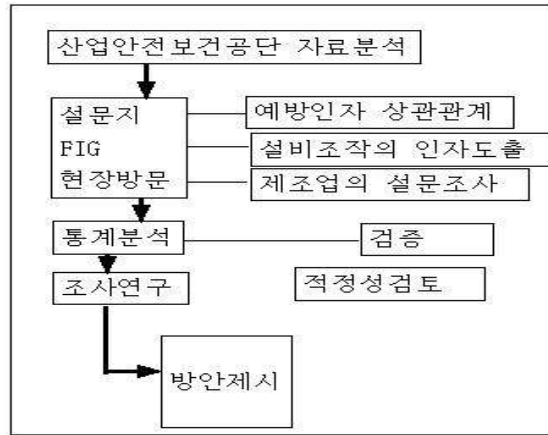 산업안전보건공단 자료분석
설문지
예방인자 상관관계
FIG
설비조작의 인자도출
현장방문
제조업의 설문조사
통계분석
검증
조사연구
적정성검토
방안제시